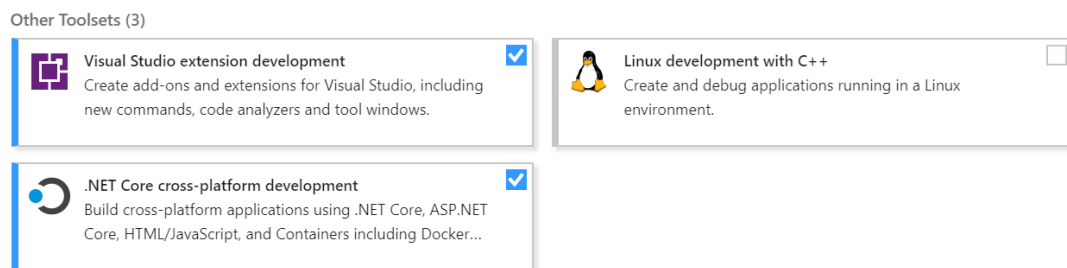 Other Toolsets (3)
Visual Studio extension development
Create add-ons and extensions for Visual Studio, including
new commands, code analyzers and tool windows.
Linux development with C++
Create and debug applications running in a Linux
environment.
.NET Core cross-platform development
Build cross-platform applications using .NET Core, ASP.NET
Core, HTML/JavaScript, and Containers including Docker...